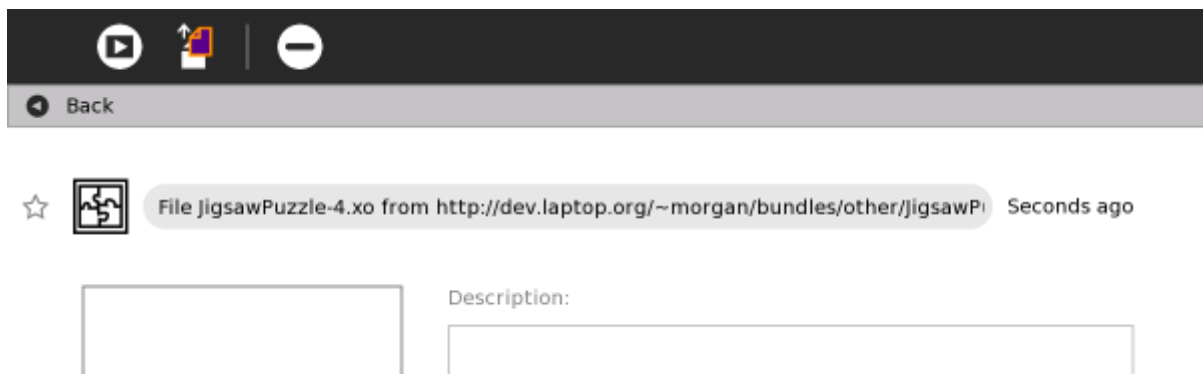 Back
File JigsawPuzzle-4.xo from http://dev.laptop.org/~morgan/bundles/other/JigsawP Seconds ago
Description: